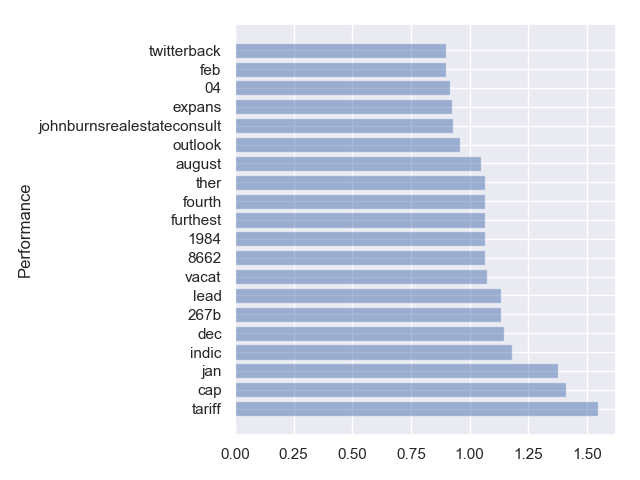 twitterback
feb
04
expans
johnburnsrealestateconsult
outlook
august
ther
fourth
furthest
1984
8662
vacat
lead
267b
dec
indic
jan
cap
tariff
Performance
0.00 0.25 0.50 0.75 1.00 1.25 1.50